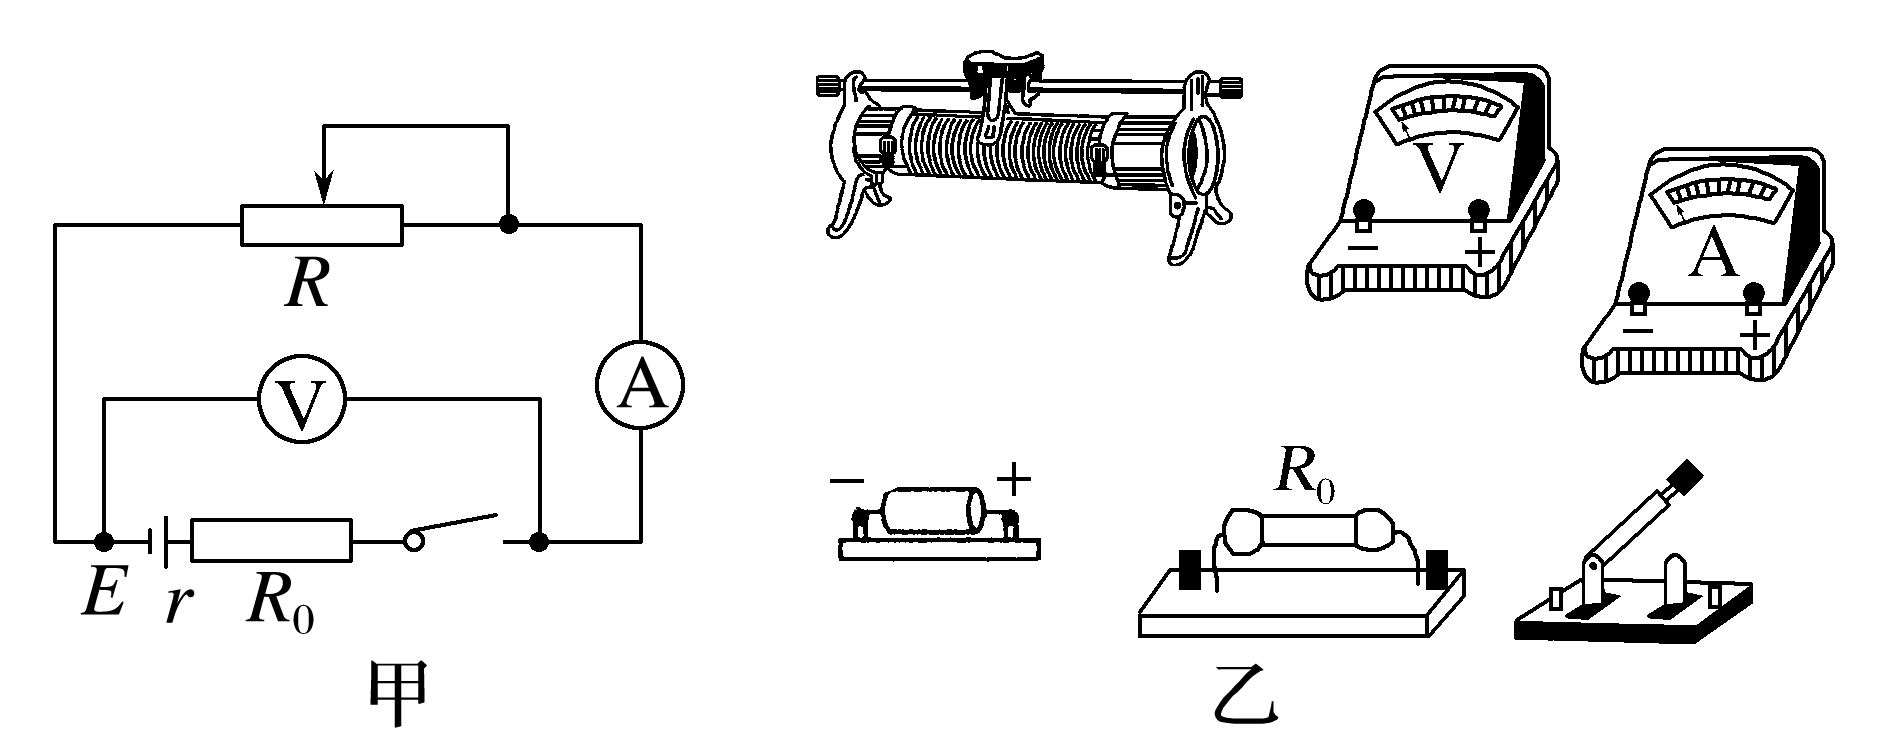 R
V
A
E r R₀
甲
V
− +
A
− +
− +
R₀
乙